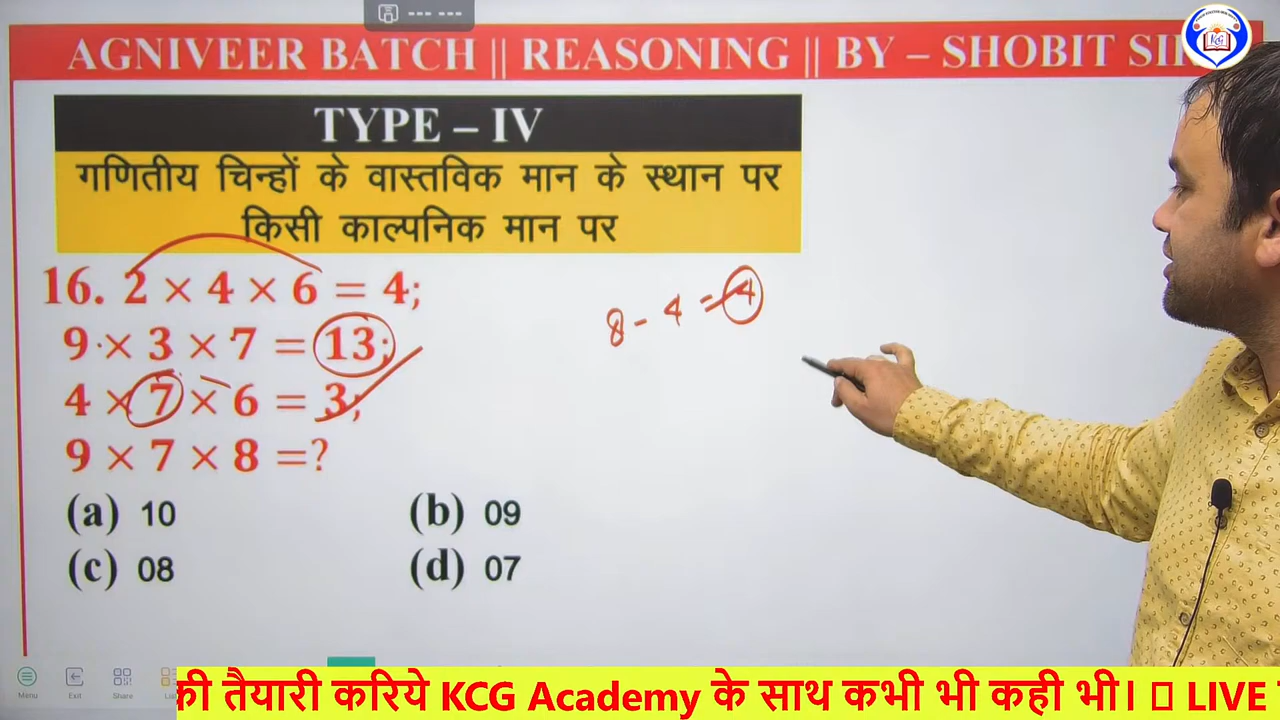 AGNIVEER BATCH || REASONING || BY – SHOBIT SIR
KCG
TYPE – IV
गणितीय चिन्हों के वास्तविक मान के स्थान पर
किसी काल्पनिक मान पर
16. 2 × 4 × 6 = 4;
8 - 4 = 4
9 × 3 × 7 = 13;
4 × 7 × 6 = 3;
9 × 7 × 8 =?
(a) 10 (b) 09
(c) 08 (d) 07
Menu Exit Share
की तैयारी करिये KCG Academy के साथ कभी भी कही भी। LIVE